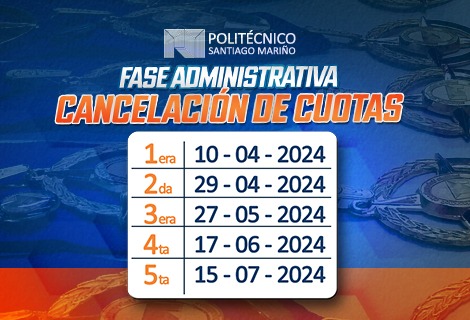 POLITÉCNICO
SANTIAGO MARIÑO
FASE ADMINISTRATIVA
CANCELACIÓN DE CUOTAS
1era 10 - 04 - 2024
2da 29 - 04 - 2024
3era 27 - 05 - 2024
4ta 17 - 06 - 2024
5ta 15 - 07 - 2024